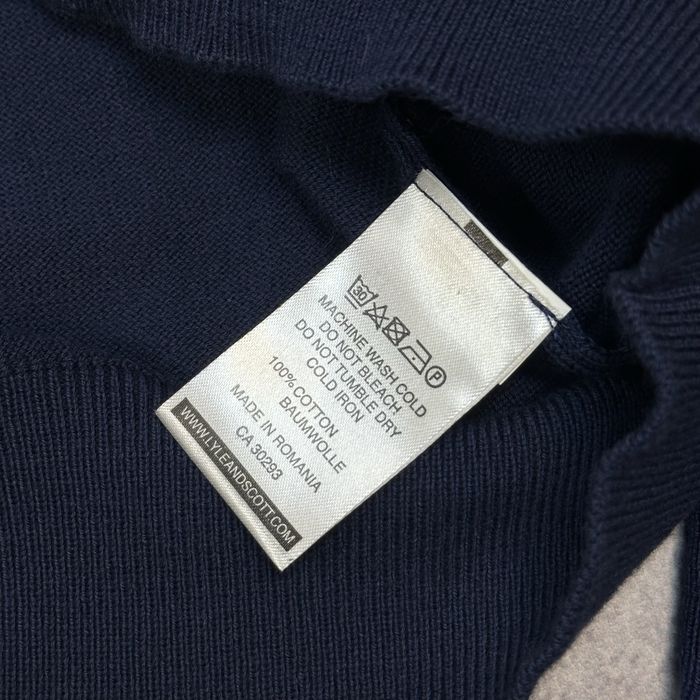 30 P
MACHINE WASH COLD
DO NOT BLEACH
DO NOT TUMBLE DRY
COLD IRON
100% COTTON
BAUMWOLLE
MADE IN ROMANIA
CA 30293
WWW.LYLEANDSCOTT.COM